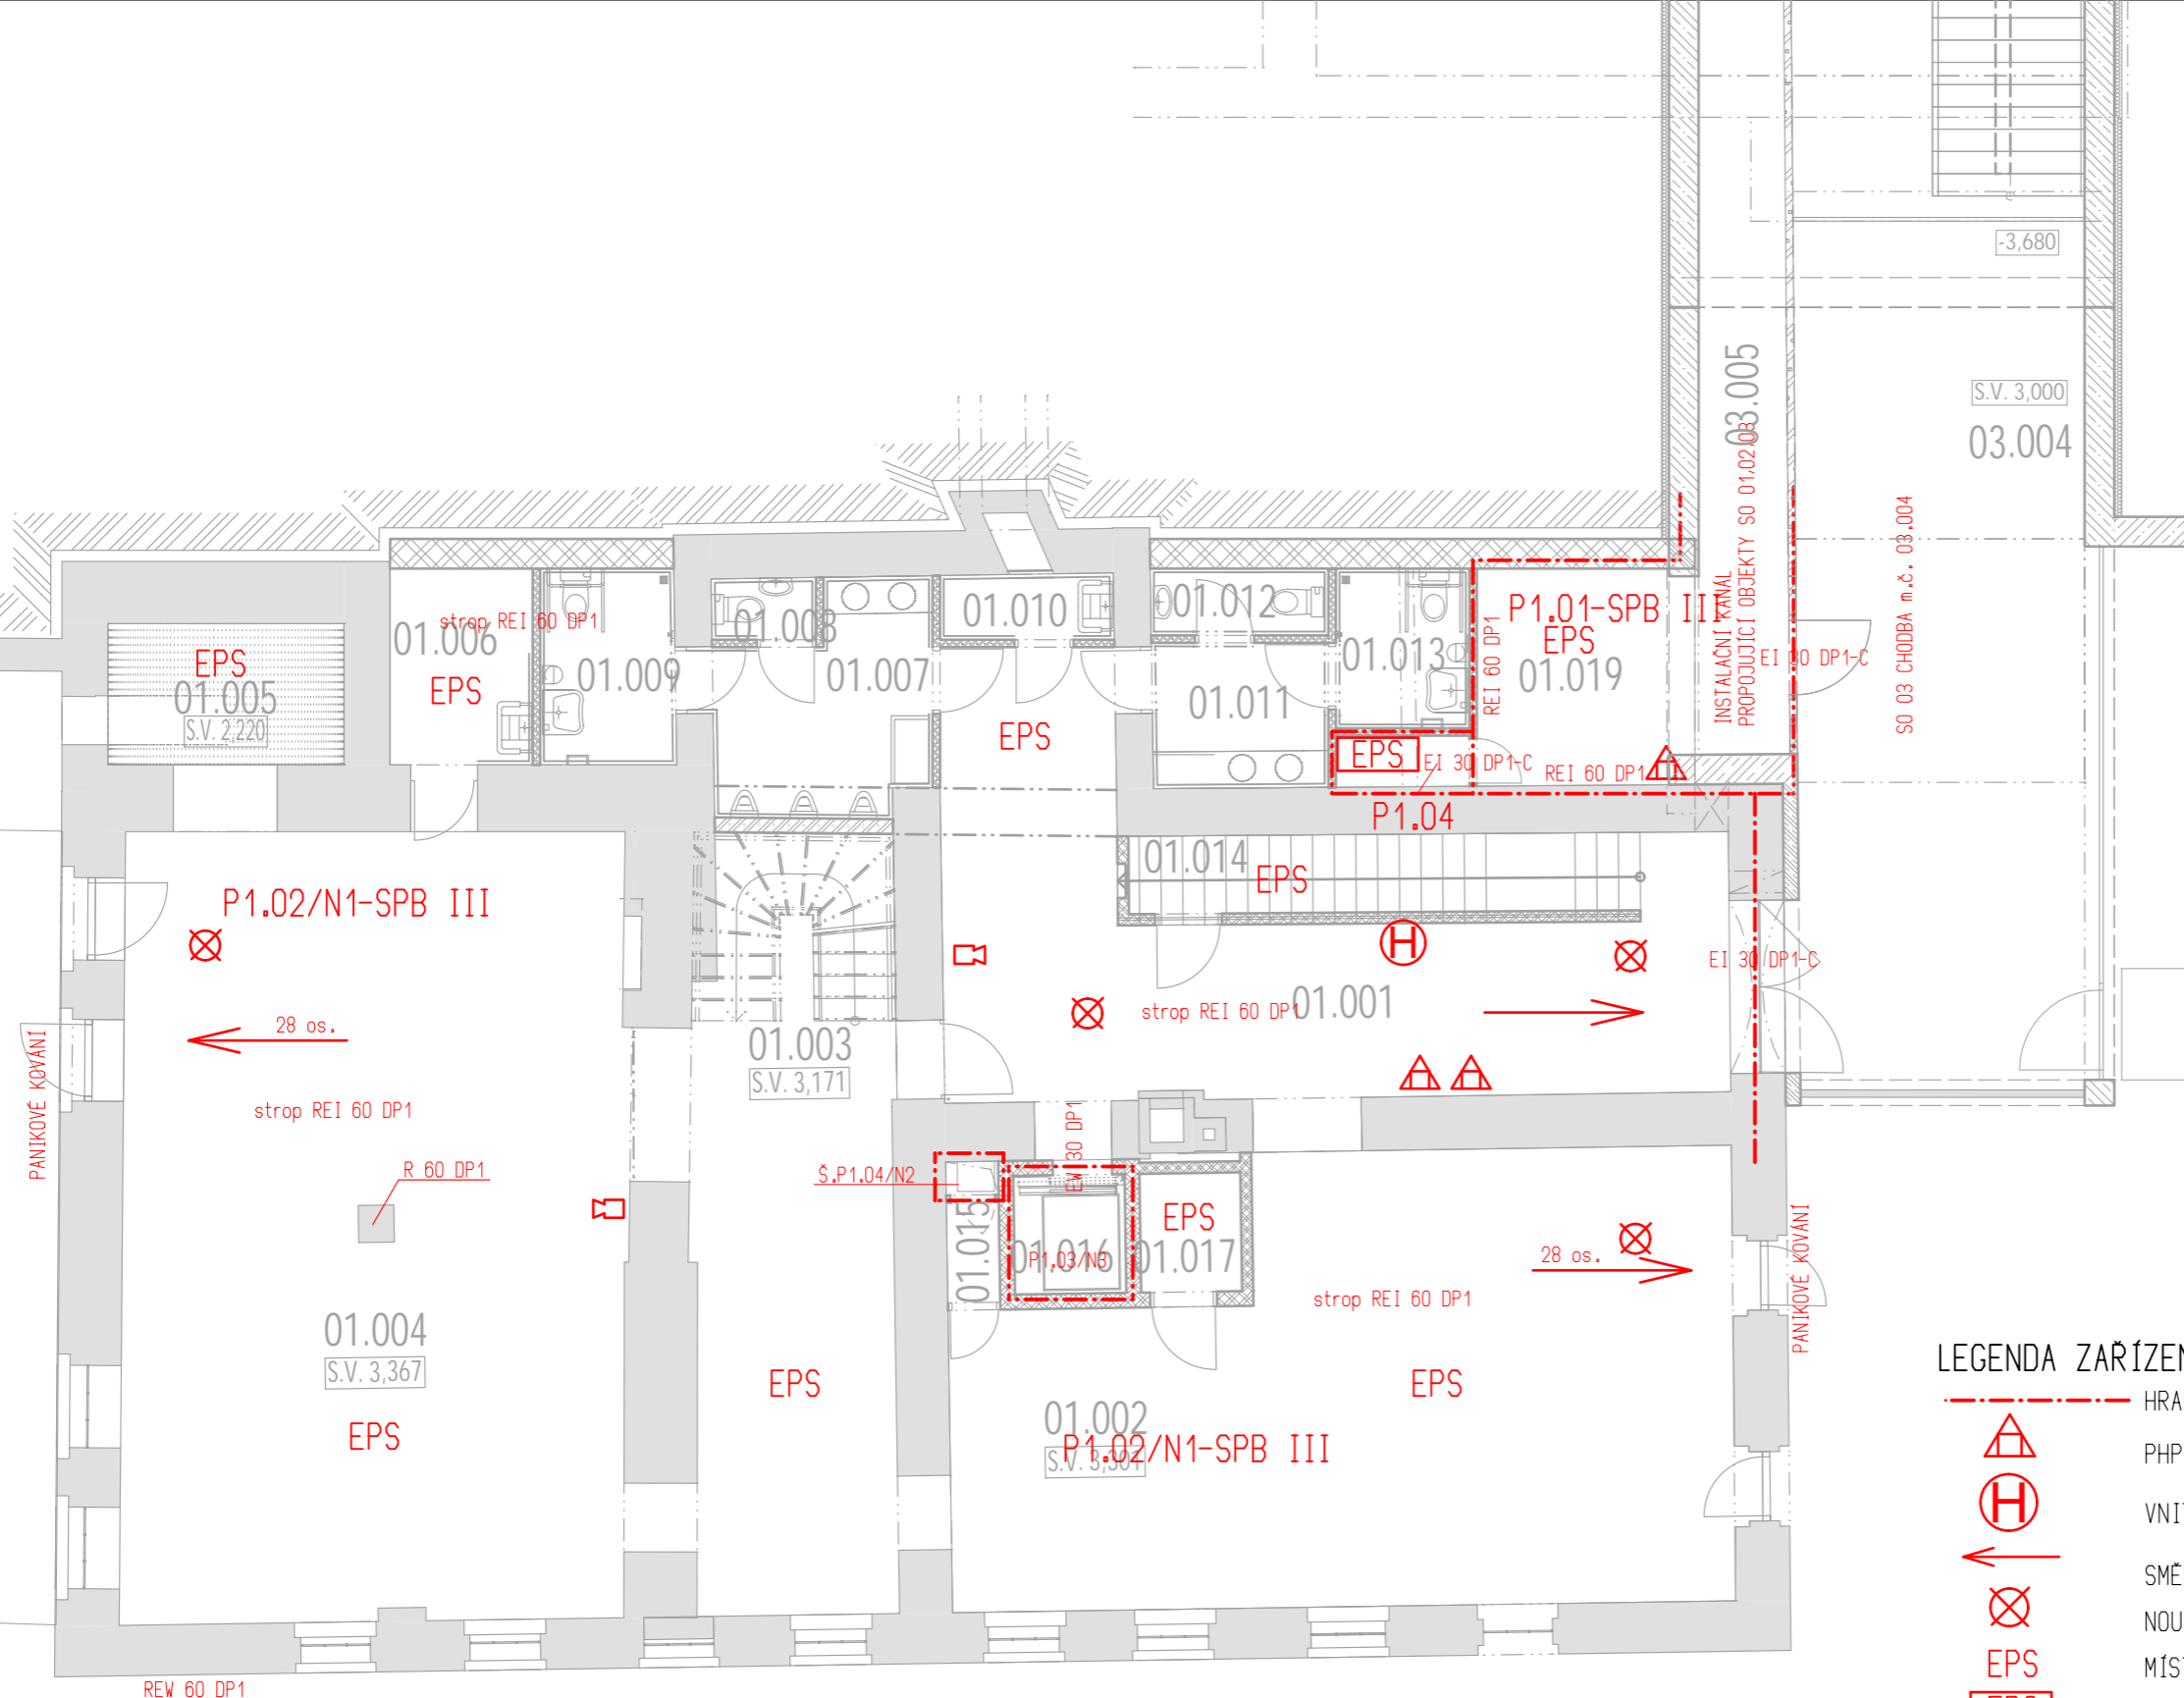 -3,680
S.V. 3,000
03.004
03.005
INSTALAČNÍ KANÁL
PROPOJUJÍCÍ OBJEKTY SO 01,02,03
SO 03 CHODBA m.č. 03.004
EPS
01.005
S.V. 2,220
01.006
strop REI 60 DP1
EPS
01.009
01.008
01.007
01.010
EPS
01.012
01.011
01.013
REI 60 DP1
P1.01-SPB III
EPS
01.019
EI 30 DP1-C
EPS
EI 30 DP1-C
REI 60 DP1
P1.04
01.014
EPS
P1.02/N1-SPB III
H
EI 30 DP1-C
01.001
strop REI 60 DP1
28 os.
PANIKOVÉ KOVÁNÍ
strop REI 60 DP1
01.003
S.V. 3,171
R 60 DP1
EW 30 DP1
Š.P1.04/N2
01.015
01.016
P1.03/N3
EPS
01.017
28 os.
PANIKOVÉ KOVÁNÍ
strop REI 60 DP1
01.004
S.V. 3,367
EPS
EPS
EPS
01.002
S.V. 3,301
P1.02/N1-SPB III
REW 60 DP1
LEGENDA ZAŘÍZEN
HRA
PHP
H
VNI
SMĚ
NOU
EPS
MÍS